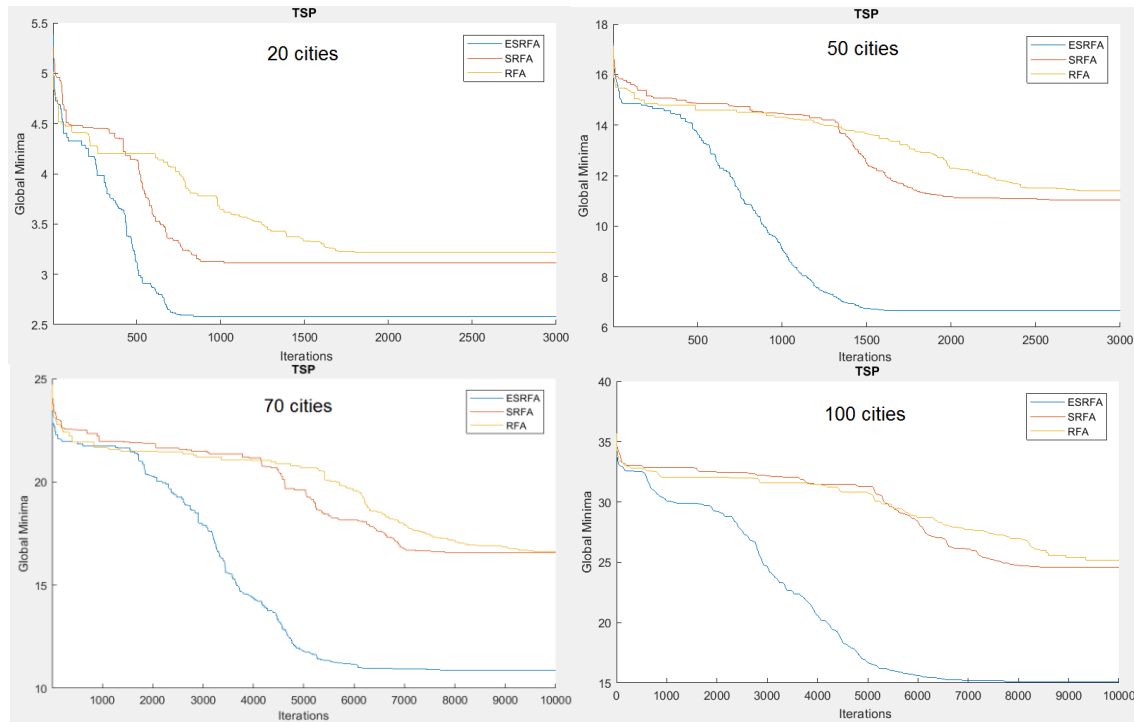 TSP
20 cities
ESRFA
SRFA
RFA
Global Minima
5.5
5
4.5
4
3.5
3
2.5
500
1000
1500
2000
2500
3000
Iterations
TSP
50 cities
ESRFA
SRFA
RFA
Global Minima
18
16
14
12
10
8
6
500
1000
1500
2000
2500
3000
Iterations
TSP
70 cities
ESRFA
SRFA
RFA
Global Minima
25
20
15
10
1000
2000
3000
4000
5000
6000
7000
8000
9000
10000
Iterations
TSP
100 cities
ESRFA
SRFA
RFA
Global Minima
40
35
30
25
20
15
0
1000
2000
3000
4000
5000
6000
7000
8000
9000
10000
Iterations